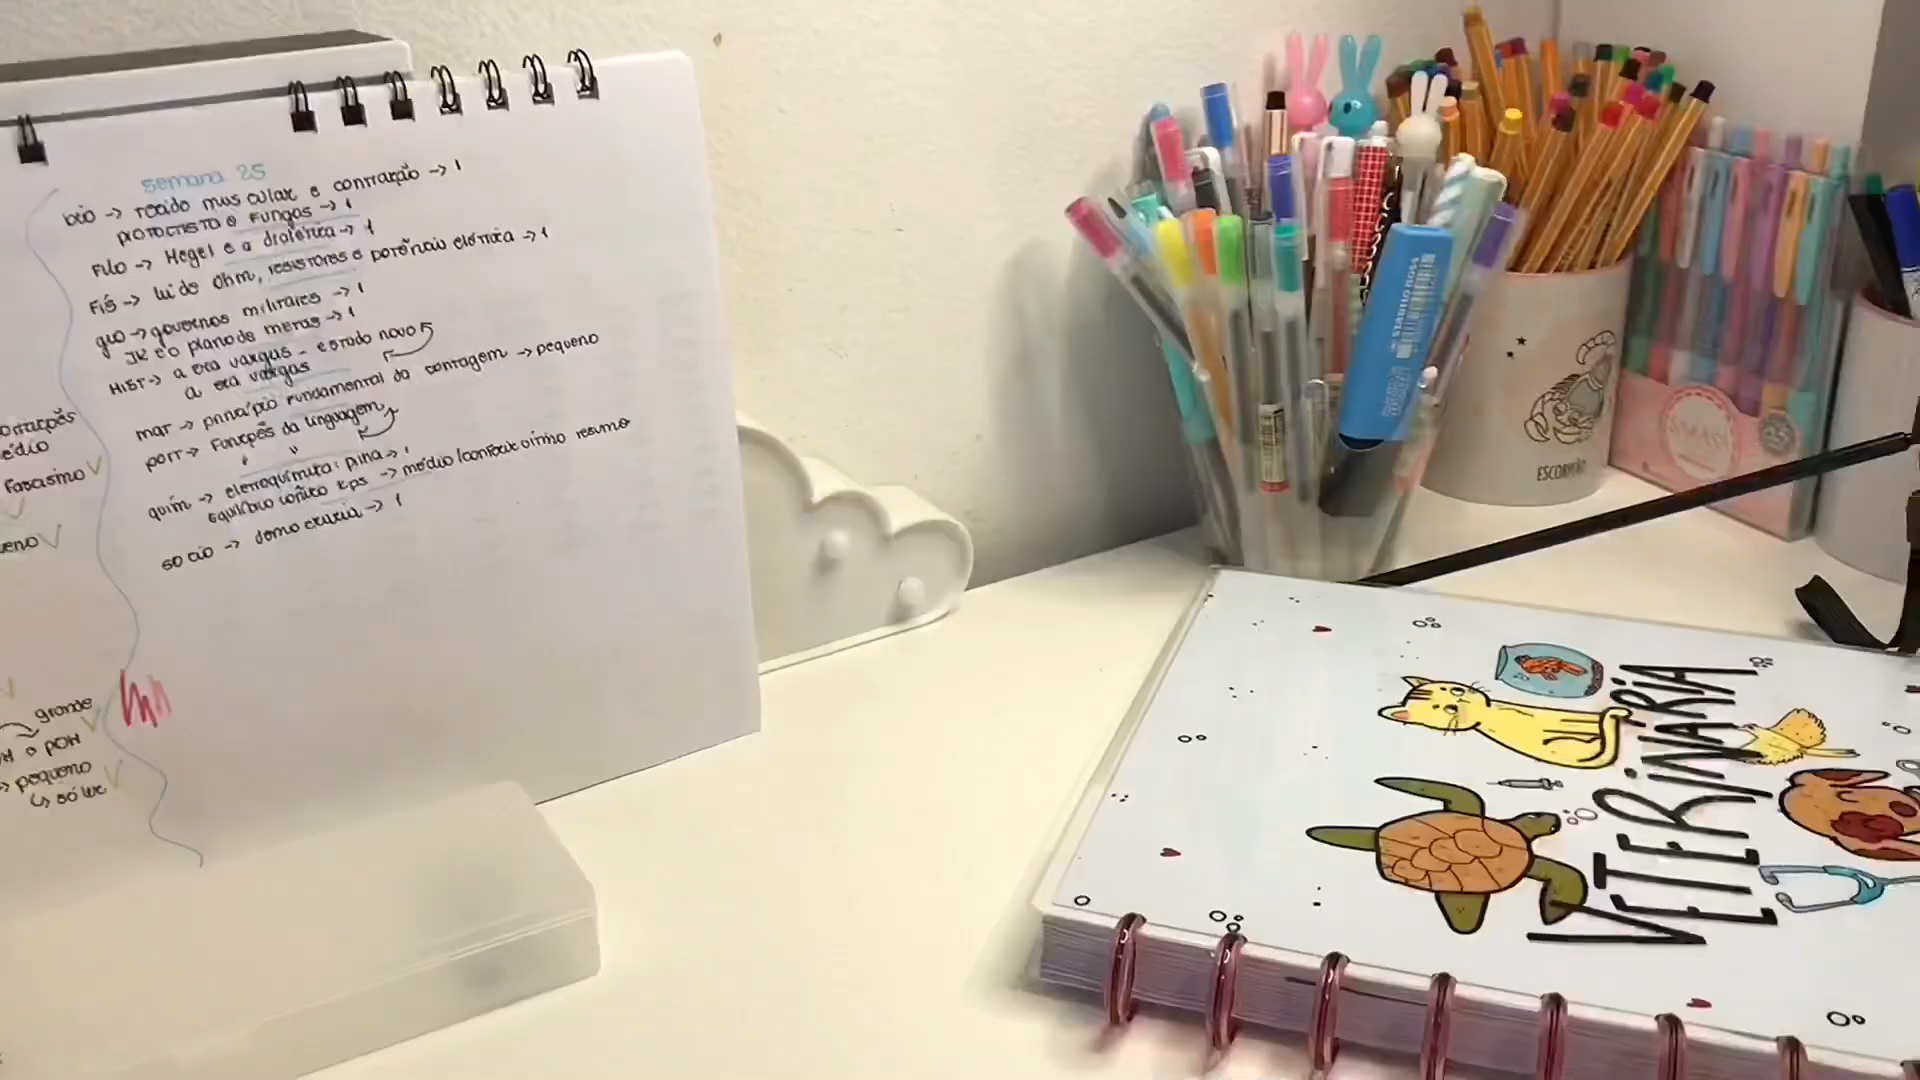 semana 25
bio -> tecido muscular e contração -> 1
protoctista e fungos -> 1
Filo -> Hegel e a dialética -> 1
Fís -> lei de Ohm, resistores e potência elétrica -> 1
geo -> governos militares -> 1
JK e o plano de metas -> 1
HIST -> a era vargas - estado novo
a era vargas
mat -> princípio fundamental da contagem -> pequeno
port -> Funções da linguagem
quím -> eletroquímica: pilha -> 1
equilíbrio iônico kps -> médio
socio -> democracia -> 1
édio
fascismo
grande
pOH
-> pequeno
STABILO BOSS
ESCORPIÃO
VETERINÁRIA